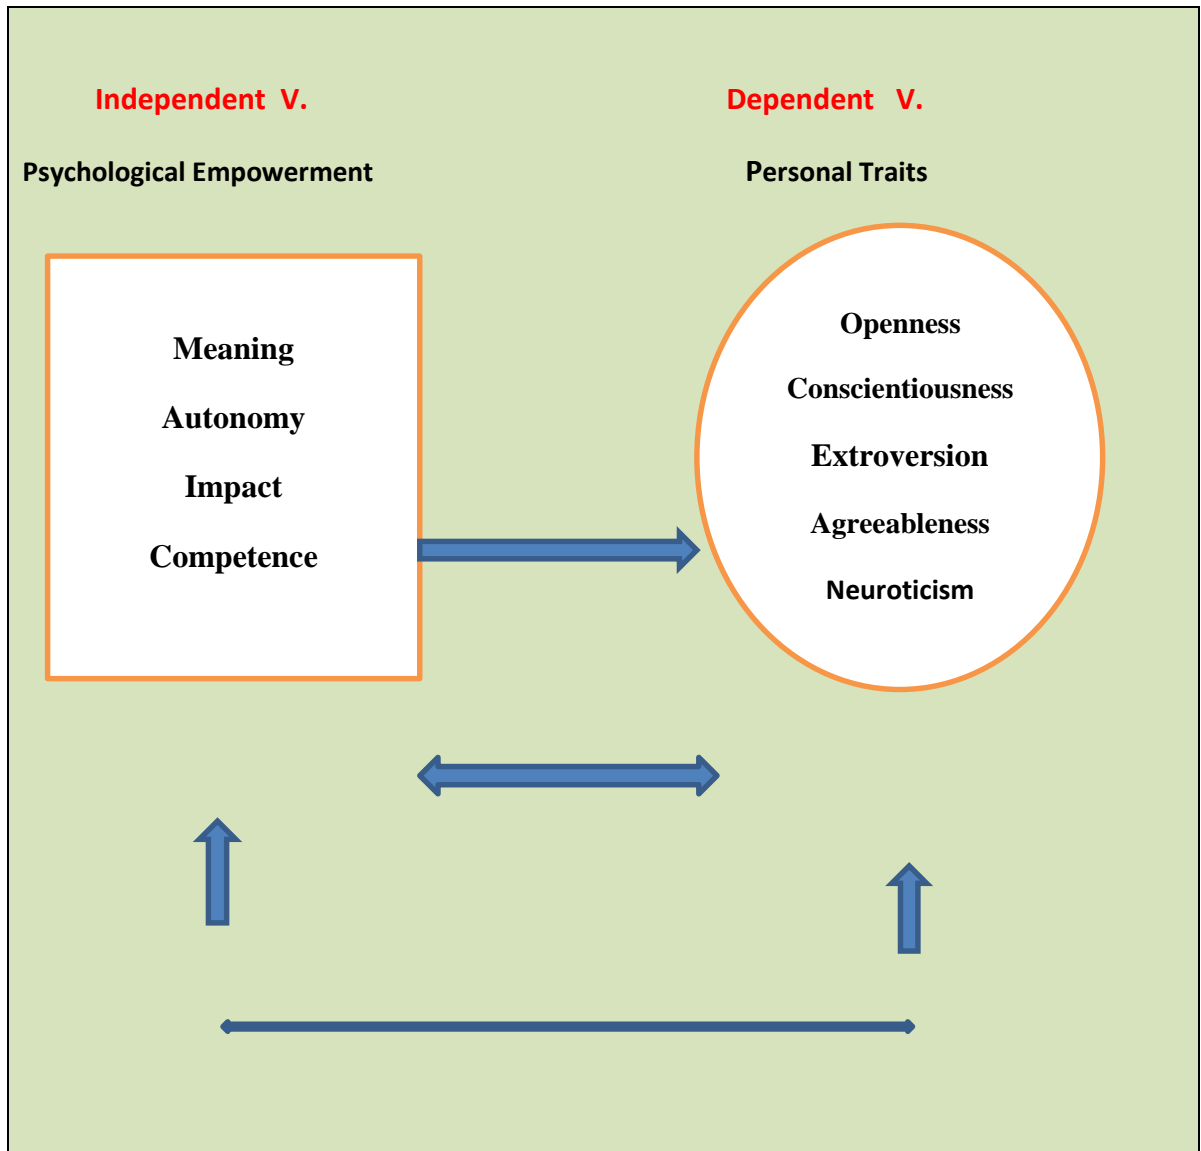 Independent V.
Dependent V.
Psychological Empowerment
Personal Traits
Meaning
Autonomy
Impact
Competence
Openness
Conscientiousness
Extroversion
Agreeableness
Neuroticism